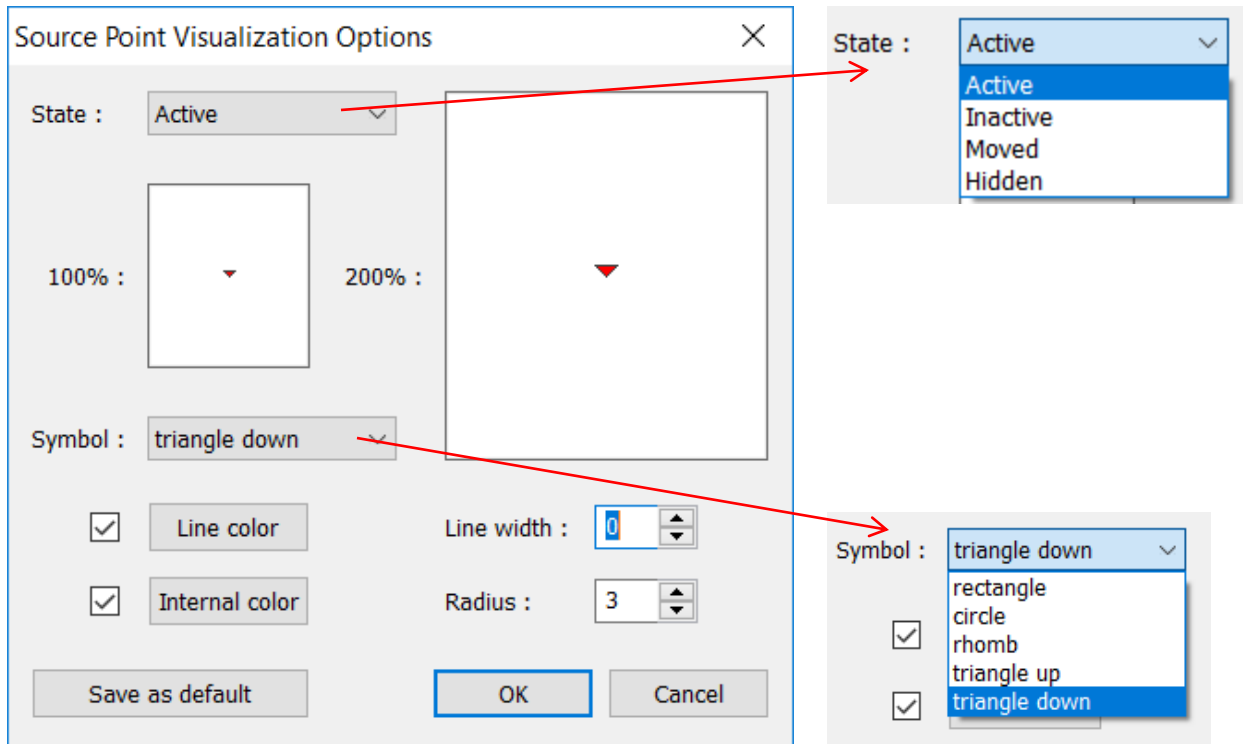 Source Point Visualization Options
State :
Active
100% :
200% :
Symbol :
triangle down
Line color
Line width :
0
Internal color
Radius :
3
Save as default
OK
Cancel
State :
Active
Active
Inactive
Moved
Hidden
Symbol :
triangle down
rectangle
circle
rhomb
triangle up
triangle down